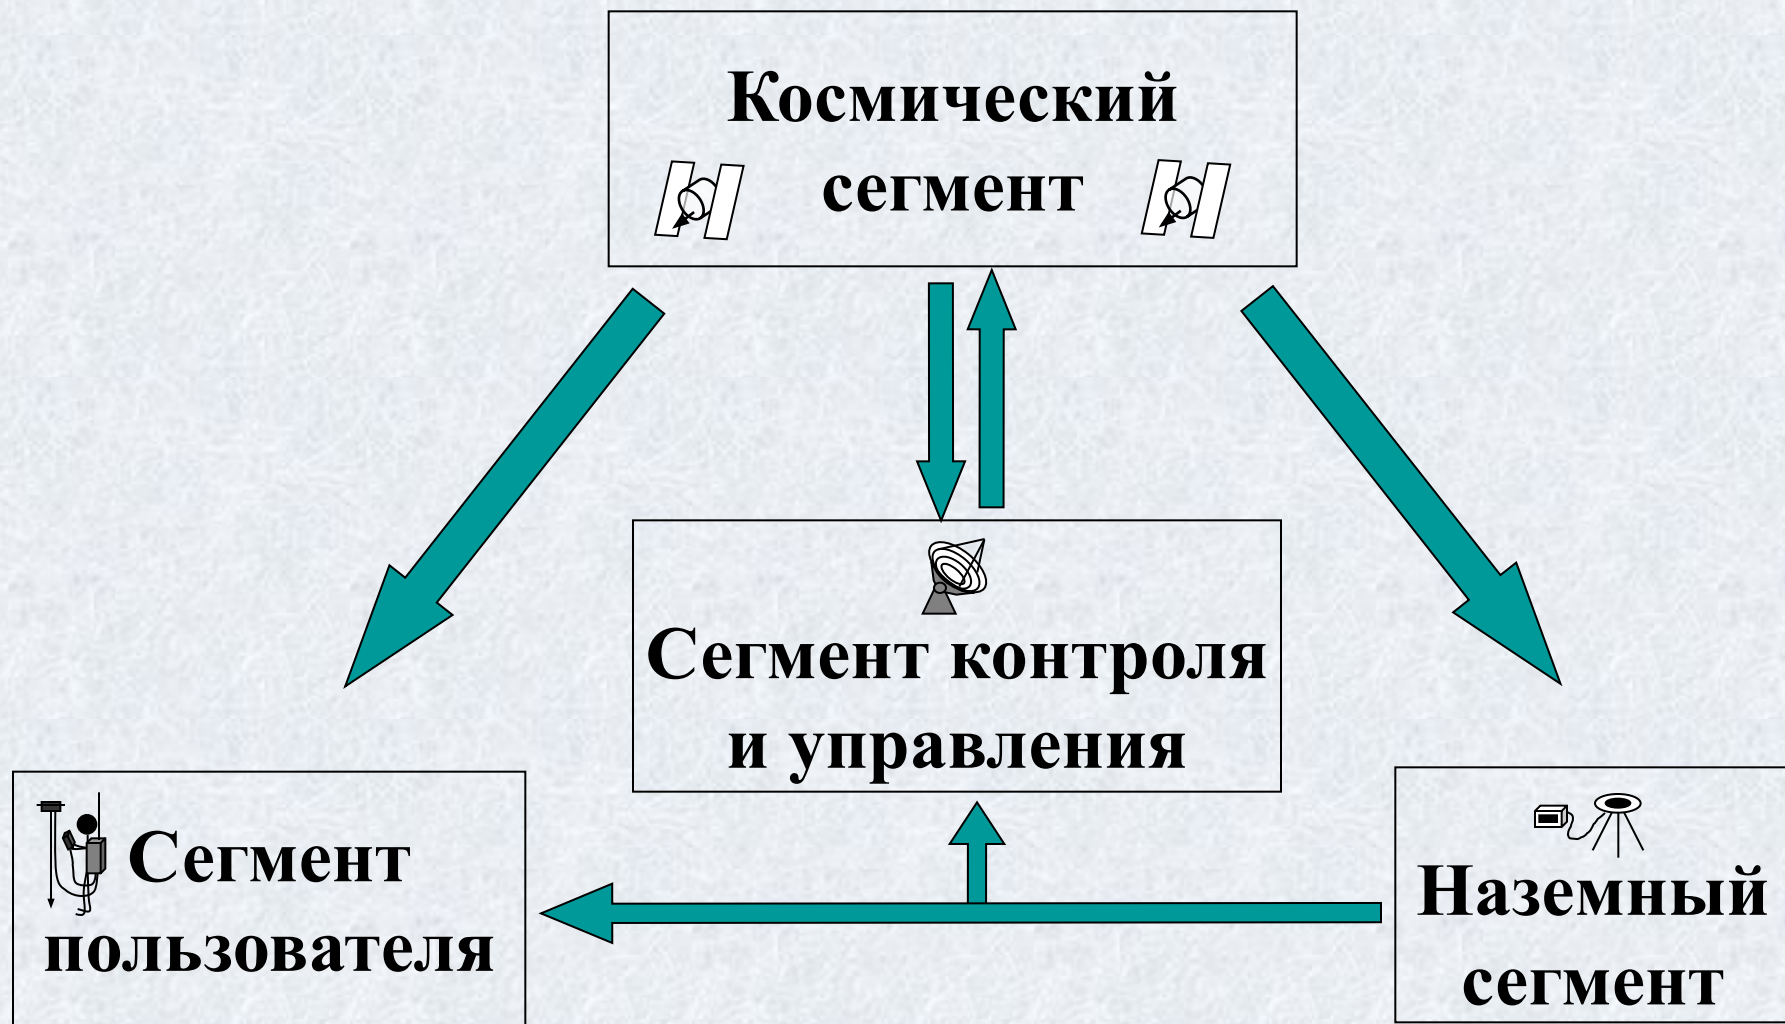 Космический
сегмент
Сегмент контроля
и управления
Сегмент
пользователя
Наземный
сегмент